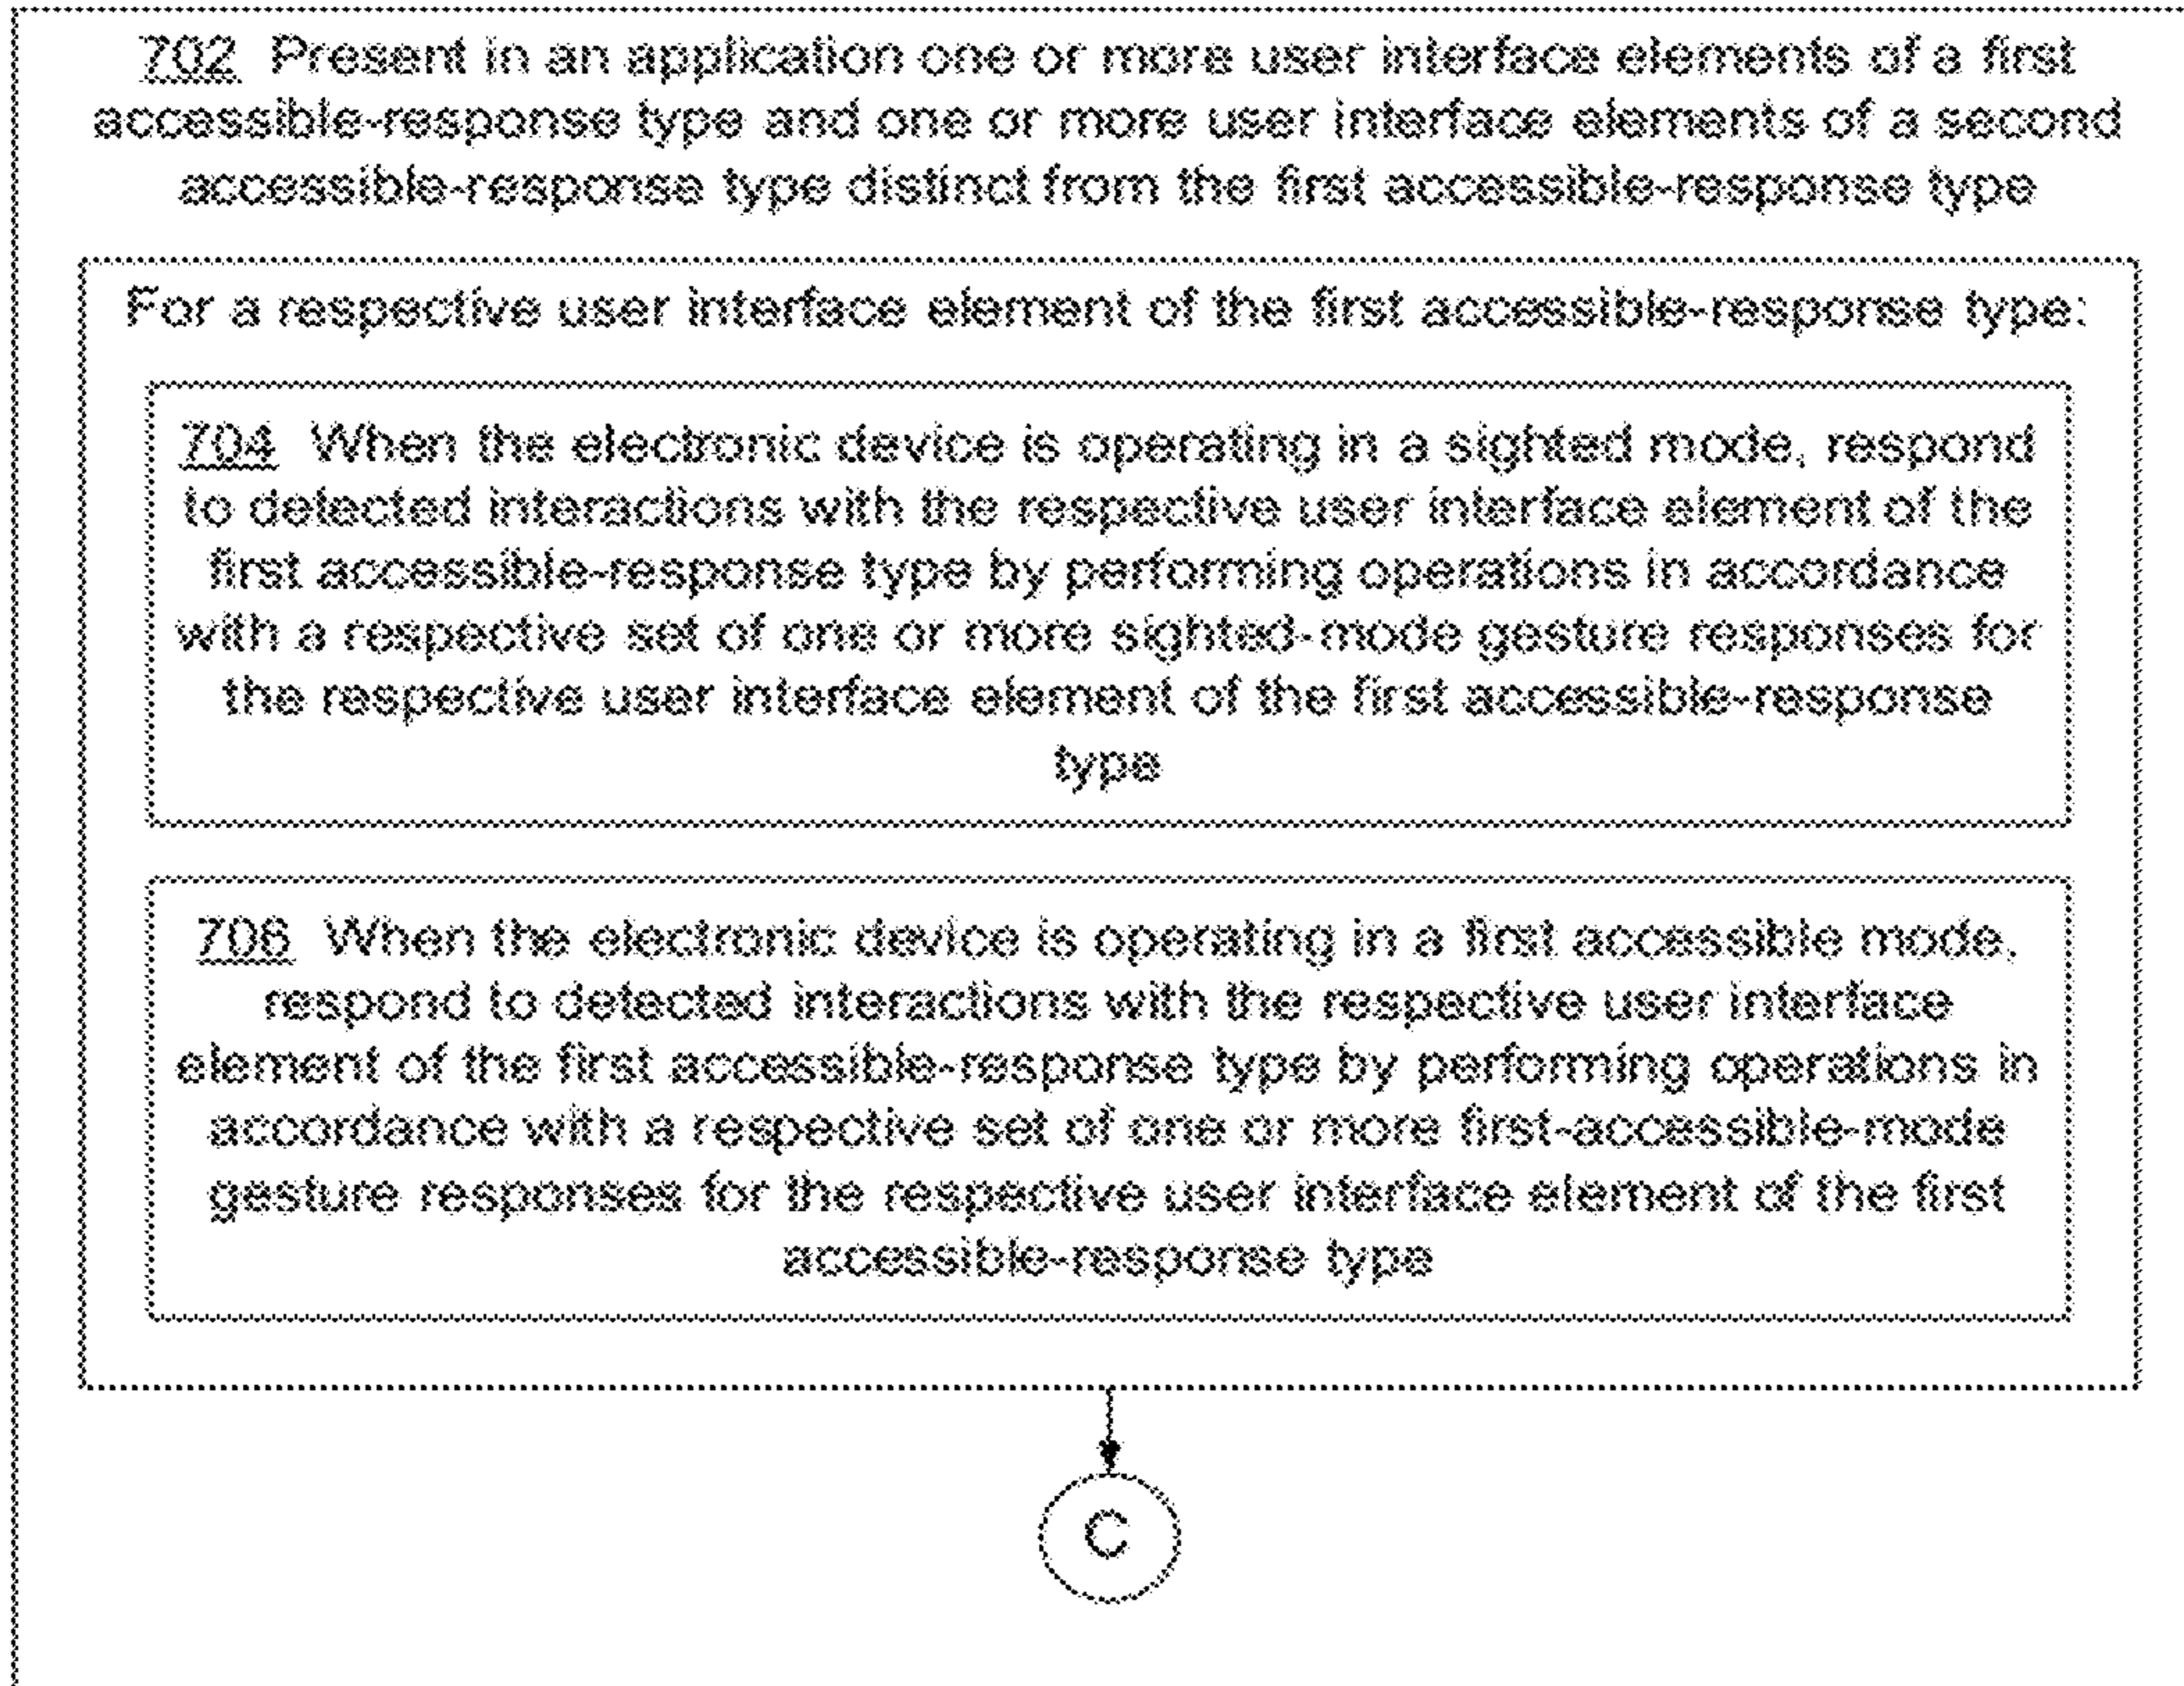 702 Present in an application one or more user interface elements of a first
accessible-response type and one or more user interface elements of a second
accessible-response type distinct from the first accessible-response type
For a respective user interface element of the first accessible-response type:
704 When the electronic device is operating in a sighted mode, respond
to detected interactions with the respective user interface element of the
first accessible-response type by performing operations in accordance
with a respective set of one or more sighted-mode gesture responses for
the respective user interface element of the first accessible-response
type
706 When the electronic device is operating in a first accessible mode,
respond to detected interactions with the respective user interface
element of the first accessible-response type by performing operations in
accordance with a respective set of one or more first-accessible-mode
gesture responses for the respective user interface element of the first
accessible-response type
C